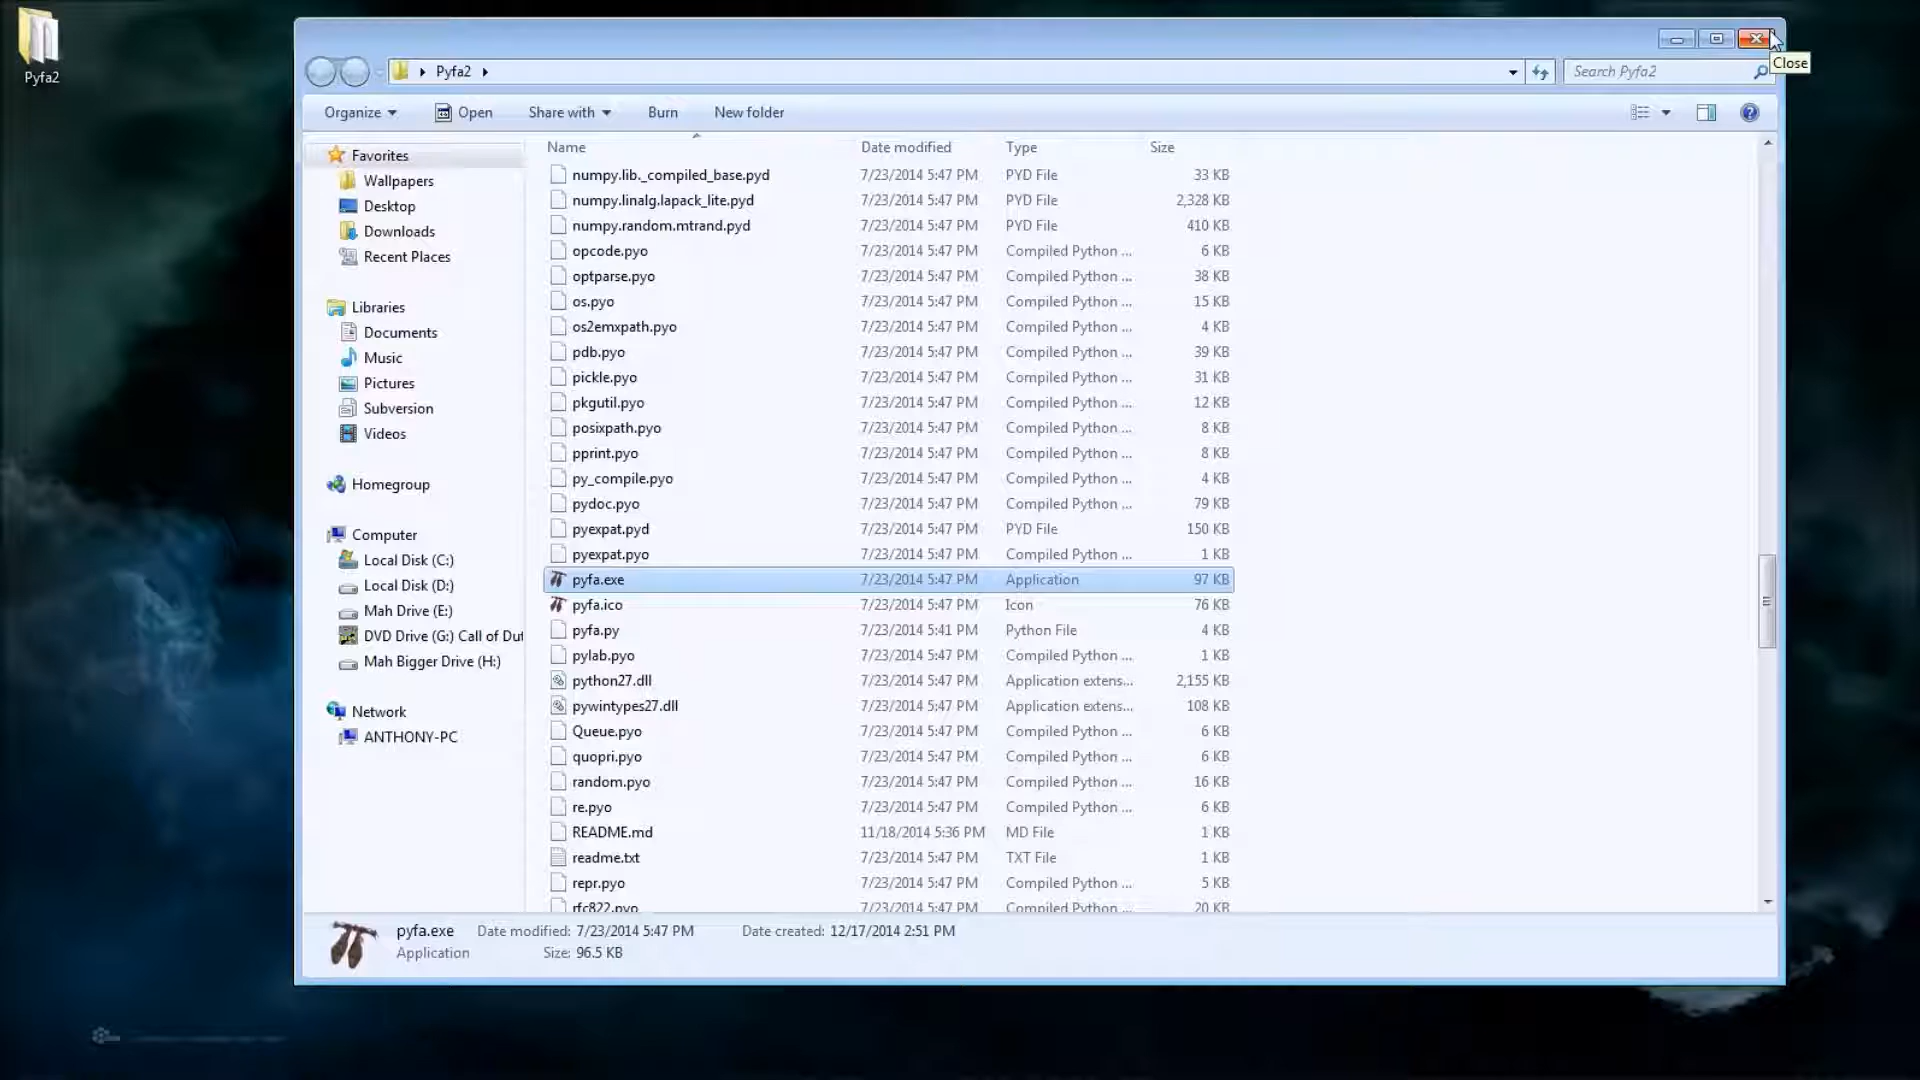 Pyfa2
Close
Pyfa2
Search Pyfa2
Organize
Open
Share with
Burn
New folder
Name Date modified Type Size
Favorites
Wallpapers
Desktop
Downloads
Recent Places
Libraries
Documents
Music
Pictures
Subversion
Videos
Homegroup
Computer
Local Disk (C:)
Local Disk (D:)
Mah Drive (E:)
DVD Drive (G:) Call of Dut
Mah Bigger Drive (H:)
Network
ANTHONY-PC
numpy.lib._compiled_base.pyd 7/23/2014 5:47 PM PYD File 33 KB
numpy.linalg.lapack_lite.pyd 7/23/2014 5:47 PM PYD File 2,328 KB
numpy.random.mtrand.pyd 7/23/2014 5:47 PM PYD File 410 KB
opcode.pyo 7/23/2014 5:47 PM Compiled Python ... 6 KB
optparse.pyo 7/23/2014 5:47 PM Compiled Python ... 38 KB
os.pyo 7/23/2014 5:47 PM Compiled Python ... 15 KB
os2emxpath.pyo 7/23/2014 5:47 PM Compiled Python ... 4 KB
pdb.pyo 7/23/2014 5:47 PM Compiled Python ... 39 KB
pickle.pyo 7/23/2014 5:47 PM Compiled Python ... 31 KB
pkgutil.pyo 7/23/2014 5:47 PM Compiled Python ... 12 KB
posixpath.pyo 7/23/2014 5:47 PM Compiled Python ... 8 KB
pprint.pyo 7/23/2014 5:47 PM Compiled Python ... 8 KB
py_compile.pyo 7/23/2014 5:47 PM Compiled Python ... 4 KB
pydoc.pyo 7/23/2014 5:47 PM Compiled Python ... 79 KB
pyexpat.pyd 7/23/2014 5:47 PM PYD File 150 KB
pyexpat.pyo 7/23/2014 5:47 PM Compiled Python ... 1 KB
pyfa.exe 7/23/2014 5:47 PM Application 97 KB
pyfa.ico 7/23/2014 5:47 PM Icon 76 KB
pyfa.py 7/23/2014 5:41 PM Python File 4 KB
pylab.pyo 7/23/2014 5:47 PM Compiled Python ... 1 KB
python27.dll 7/23/2014 5:47 PM Application extens... 2,155 KB
pywintypes27.dll 7/23/2014 5:47 PM Application extens... 108 KB
Queue.pyo 7/23/2014 5:47 PM Compiled Python ... 6 KB
quopri.pyo 7/23/2014 5:47 PM Compiled Python ... 6 KB
random.pyo 7/23/2014 5:47 PM Compiled Python ... 16 KB
re.pyo 7/23/2014 5:47 PM Compiled Python ... 6 KB
README.md 11/18/2014 5:36 PM MD File 1 KB
readme.txt 7/23/2014 5:47 PM TXT File 1 KB
repr.pyo 7/23/2014 5:47 PM Compiled Python ... 5 KB
rfc822.pyo 7/23/2014 5:47 PM Compiled Python ... 20 KB
pyfa.exe Date modified: 7/23/2014 5:47 PM Date created: 12/17/2014 2:51 PM
Application Size: 96.5 KB